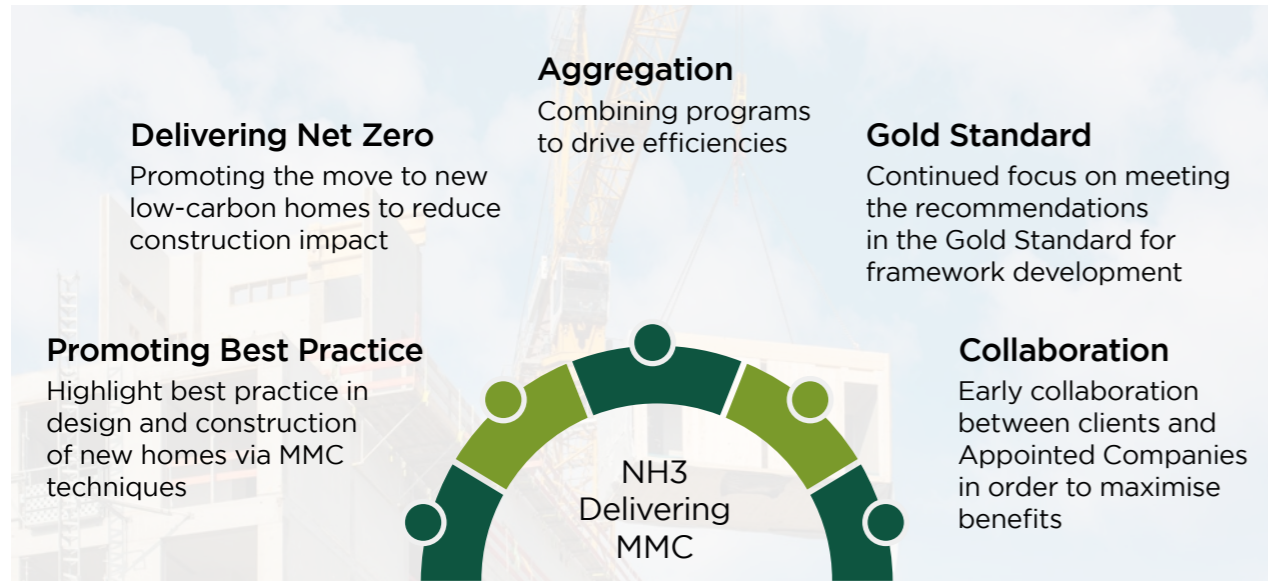 Aggregation
Combining programs
to drive efficiencies
Delivering Net Zero
Promoting the move to new
low-carbon homes to reduce
construction impact
Gold Standard
Continued focus on meeting
the recommendations
in the Gold Standard for
framework development
Promoting Best Practice
Highlight best practice in
design and construction
of new homes via MMC
techniques
Collaboration
Early collaboration
between clients and
Appointed Companies
in order to maximise
benefits
NH3
Delivering
MMC